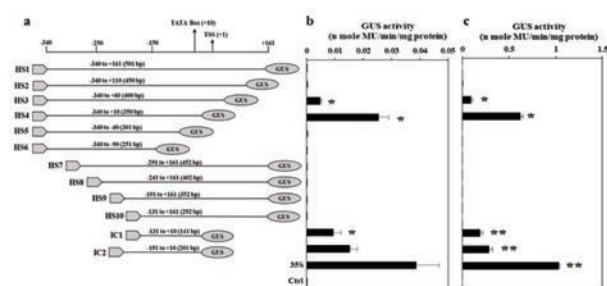 a
TATA Box (+10)
TSS (+1)
-340
-250
-150
+161
HS1
-340 to +161 (501 bp)
GUS
HS2
-340 to +110 (450 bp)
GUS
HS3
-340 to +60 (400 bp)
GUS
HS4
-340 to +10 (350 bp)
GUS
HS5
-340 to -40 (301 bp)
GUS
HS6
-340 to -90 (251 bp)
GUS
HS7
-291 to +161 (452 bp)
GUS
HS8
-241 to +161 (402 bp)
GUS
HS9
-191 to +161 (352 bp)
GUS
HS10
-131 to +161 (292 bp)
GUS
IC1
-131 to +10 (141 bp)
GUS
IC2
-191 to +10 (201 bp)
GUS
b
GUS activity
(n mole MU/min/mg protein)
0 0.01 0.02 0.03 0.04 0.05
*
*
*
35S
Ctrl
c
GUS activity
(n mole MU/min/mg protein)
0 0.5 1 1.5
*
*
**
**
**